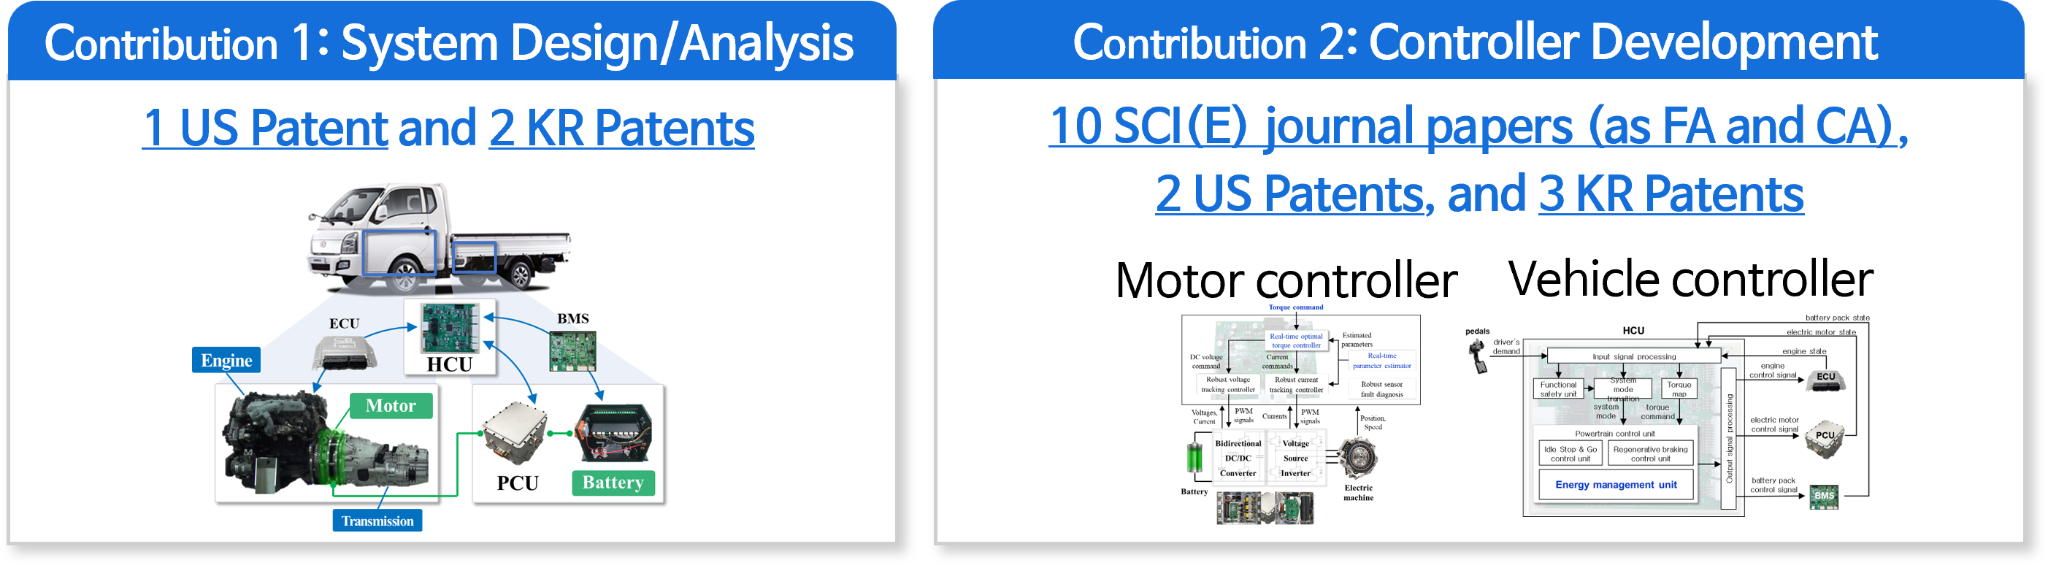 Contribution 1: System Design/Analysis
1 US Patent and 2 KR Patents
ECU
BMS
HCU
Engine
Motor
PCU
Battery
Transmission
Contribution 2: Controller Development
10 SCI(E) journal papers (as FA and CA),
2 US Patents, and 3 KR Patents
Motor controller
Torque command
Real-time optimal
torque controller
Estimated
parameters
DC voltage
command
Current
commands
Real-time
parameter estimator
Robust voltage
tracking controller
Robust current
tracking controller
Robust sensor
fault diagnosis
Voltages,
Current
PWM
signals
Currents
PWM
signals
Position,
Speed
Bidirectional
DC/DC
Converter
Voltage
Source
Inverter
Battery
Electric
machine
Vehicle controller
battery pack state
electric motor state
pedals
HCU
driver's
demand
Input signal processing
engine state
engine
control signal
ECU
Functional
safety unit
System
mode
transition
Torque
map
system
mode
torque
command
Output signal processing
electric motor
control signal
PCU
Powertrain control unit
Idle Stop & Go
control unit
Regenerative braking
control unit
Energy management unit
battery pack
control signal
BMS